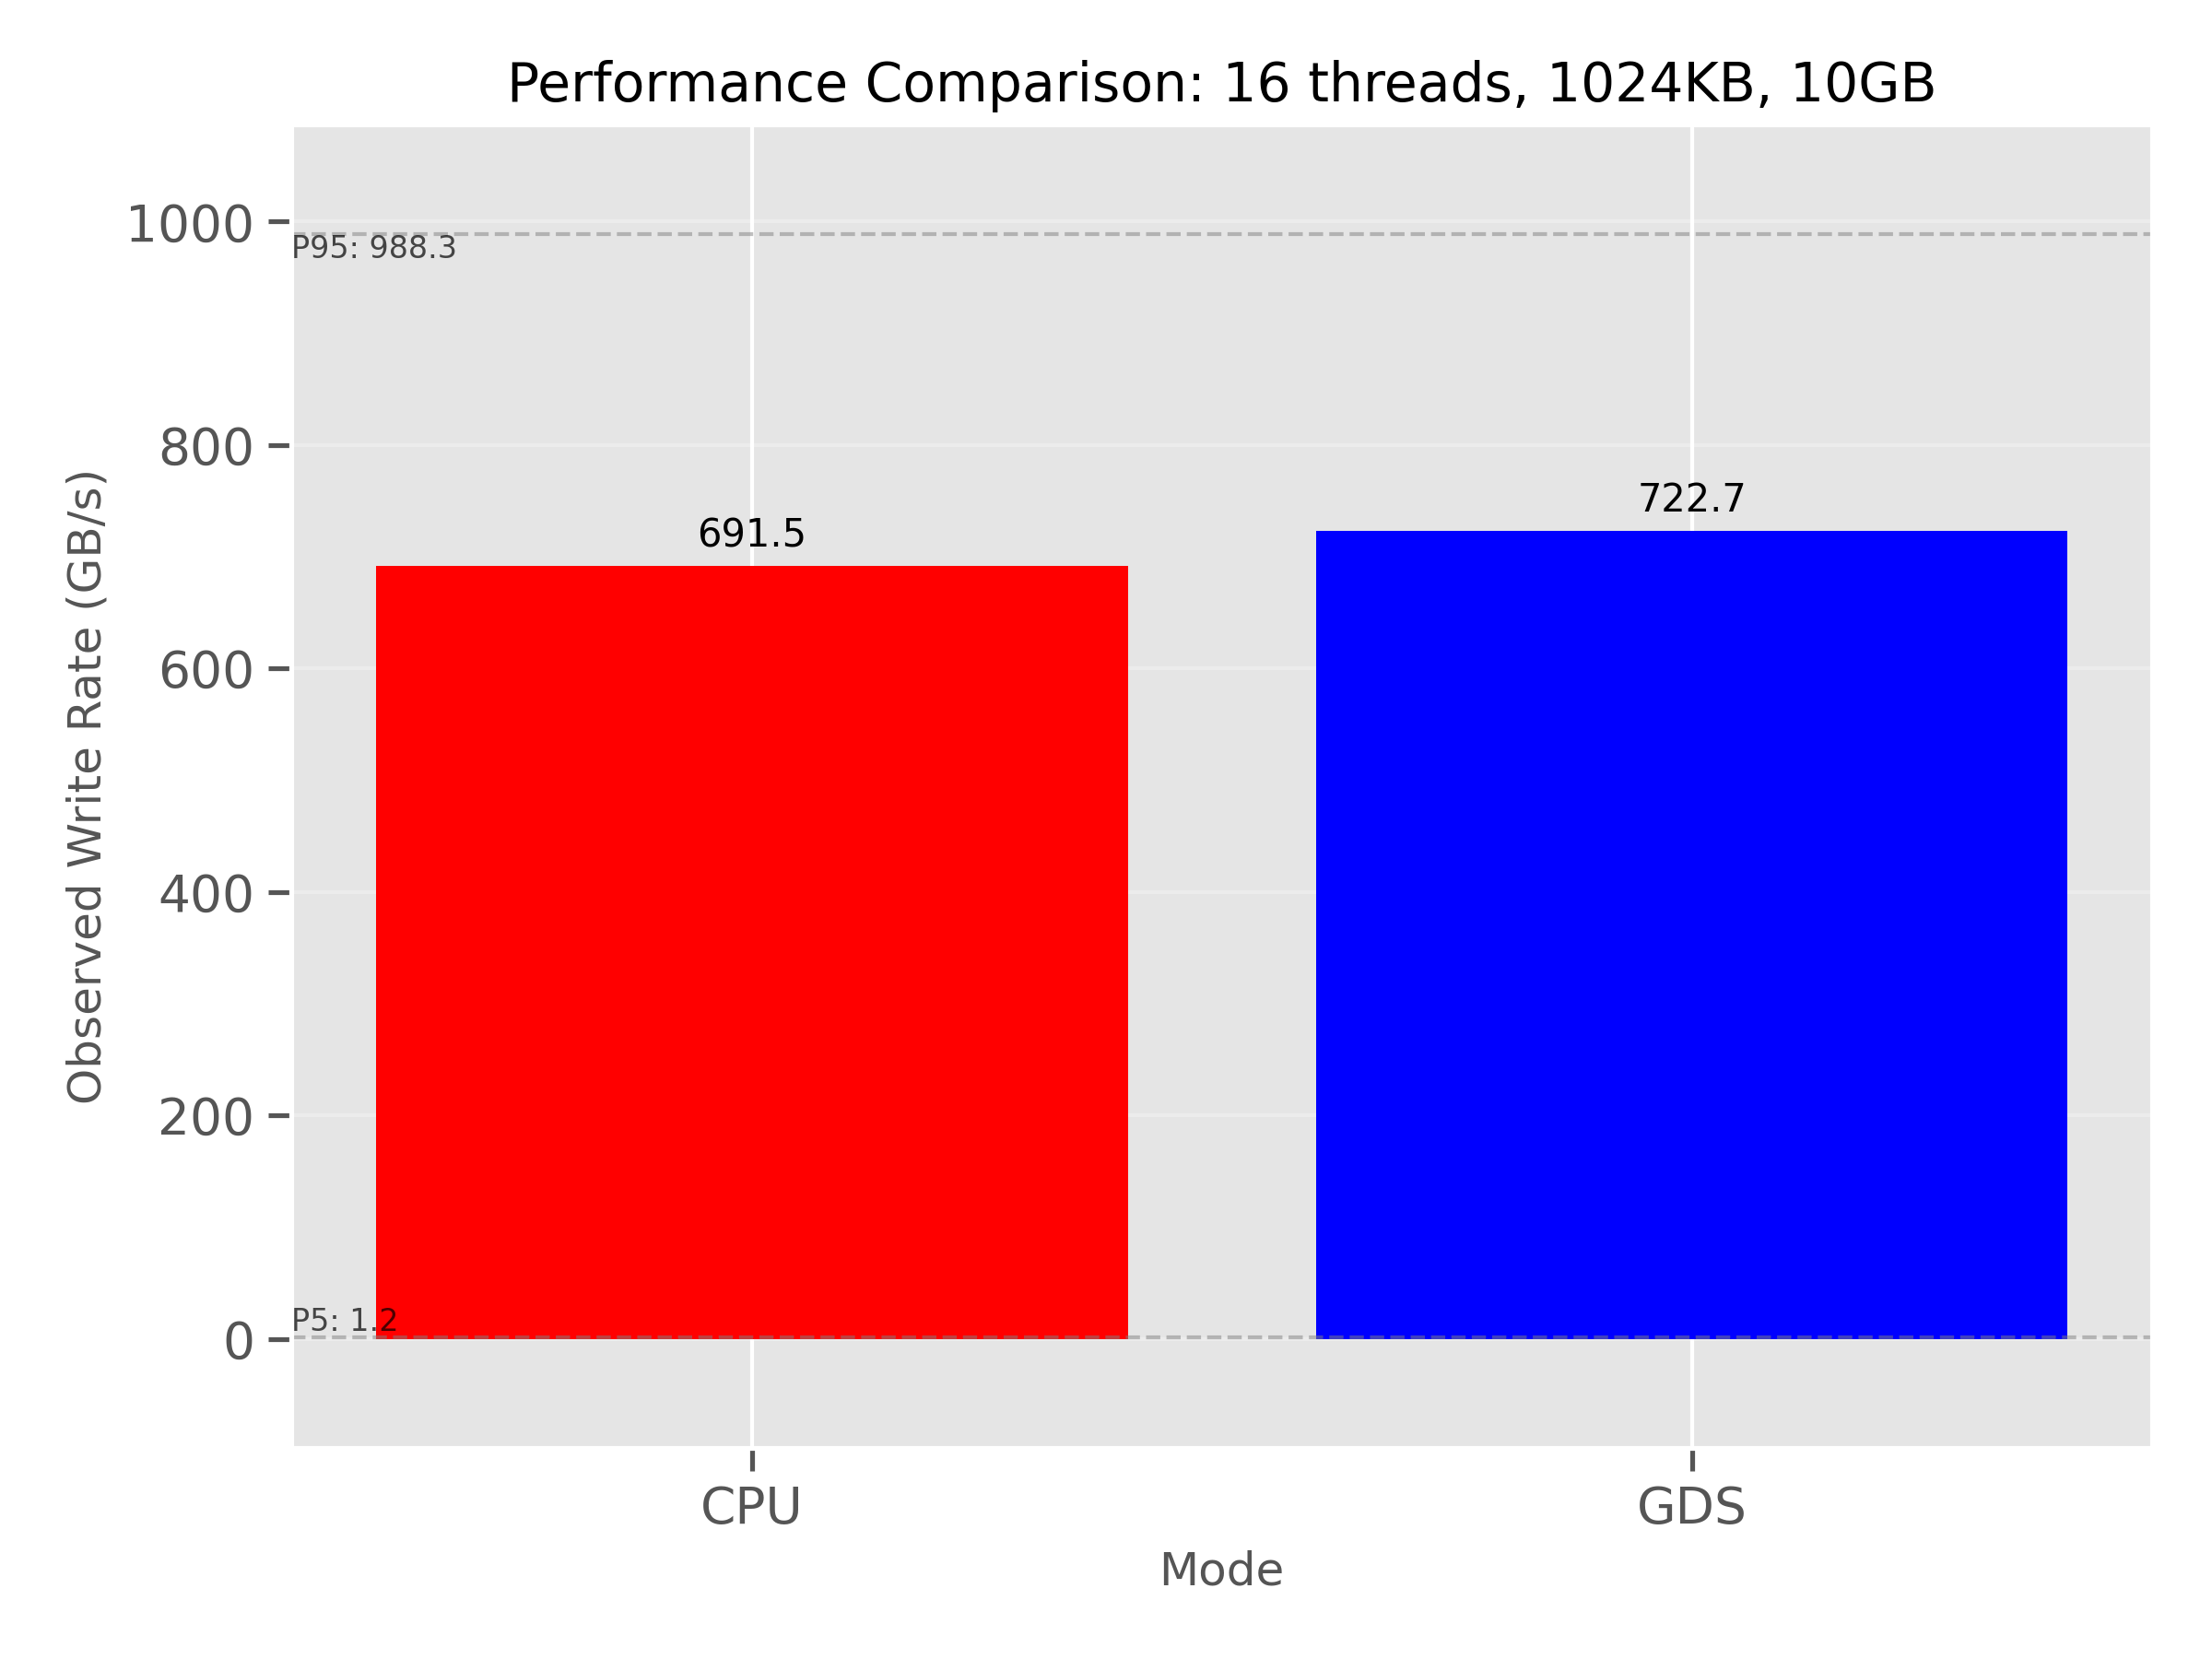 Performance Comparison: 16 threads, 1024KB, 10GB
Observed Write Rate (GB/s)
1000
P95: 988.3
800
722.7
691.5
600
400
200
P5: 1.2
0
CPU
GDS
Mode